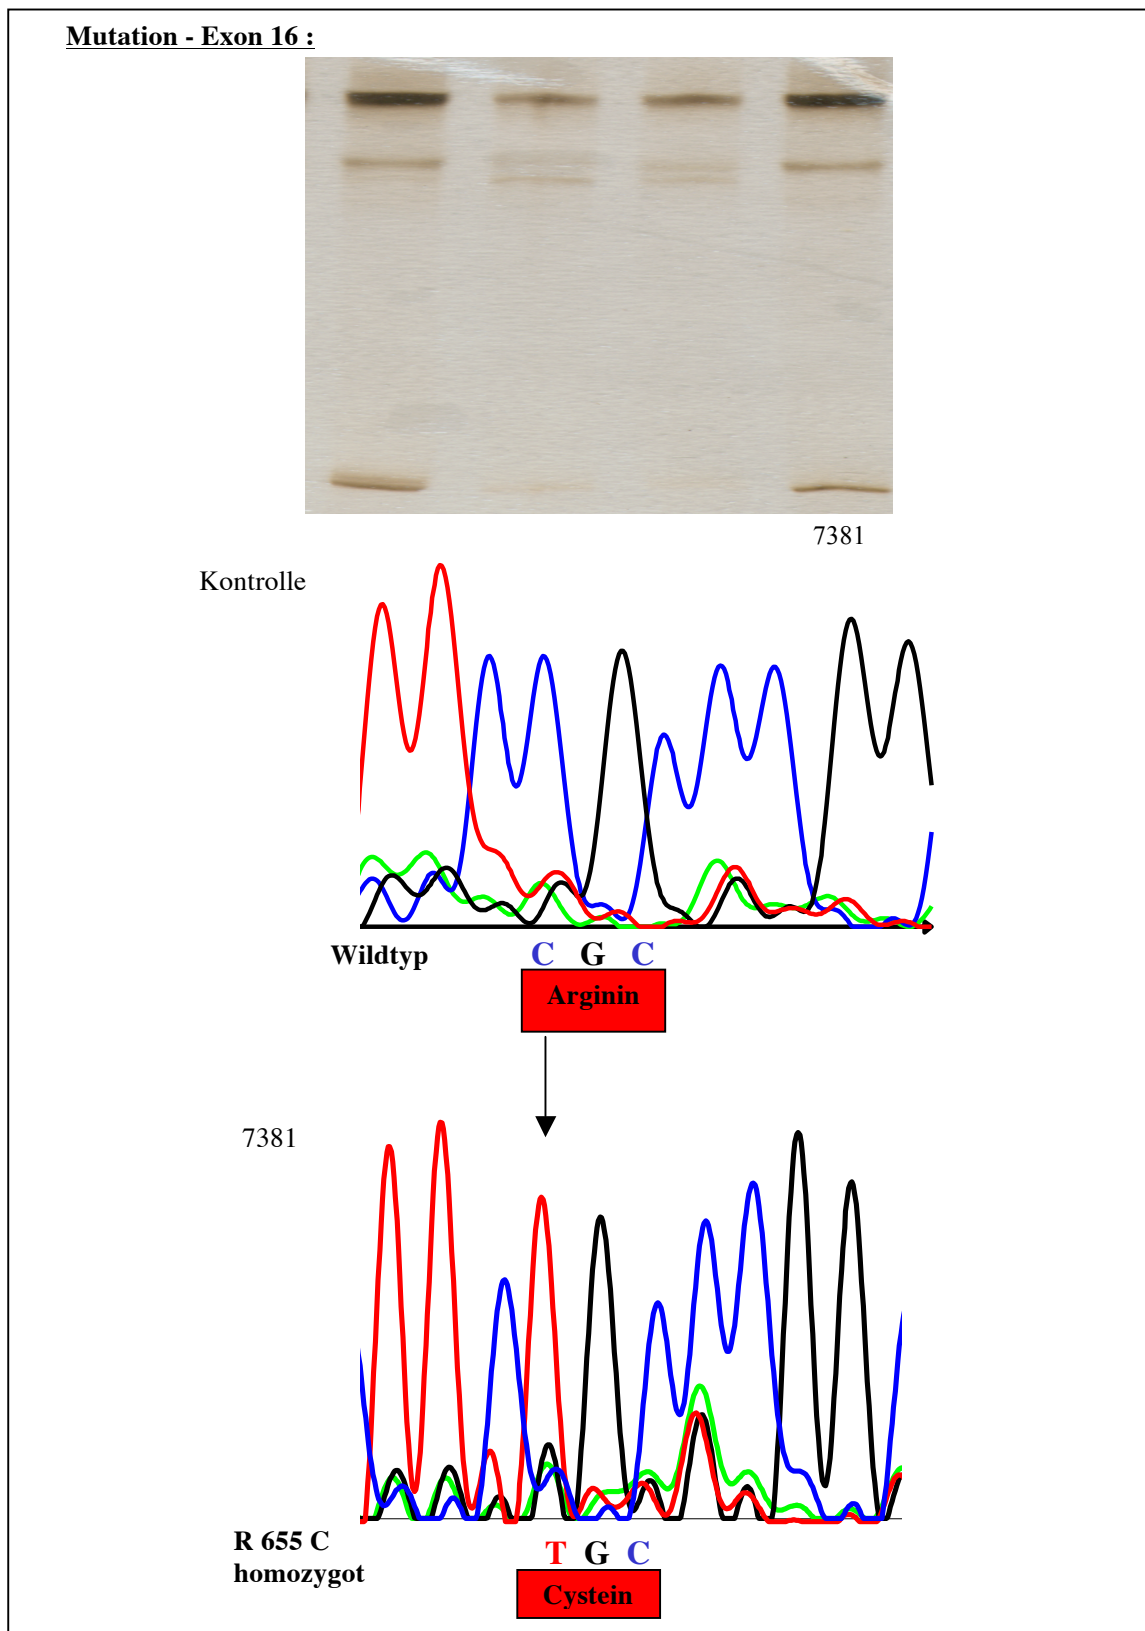 Mutation - Exon 16 :
7381
Kontrolle
Wildtyp
C G C
Arginin
7381
R 655 C
homozygot
T G C
Cystein